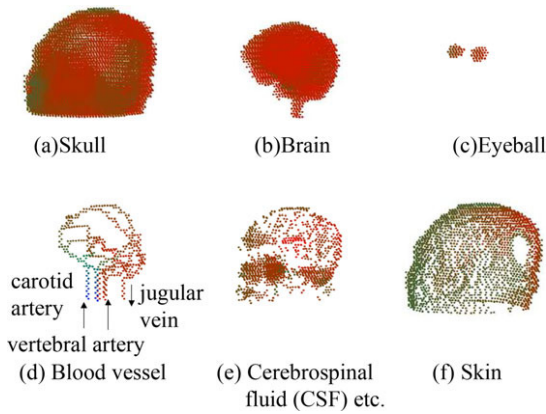 (a)Skull
(b)Brain
(c)Eyeball
carotid
artery
jugular
vein
vertebral artery
(d) Blood vessel
(e) Cerebrospinal
fluid (CSF) etc.
(f) Skin